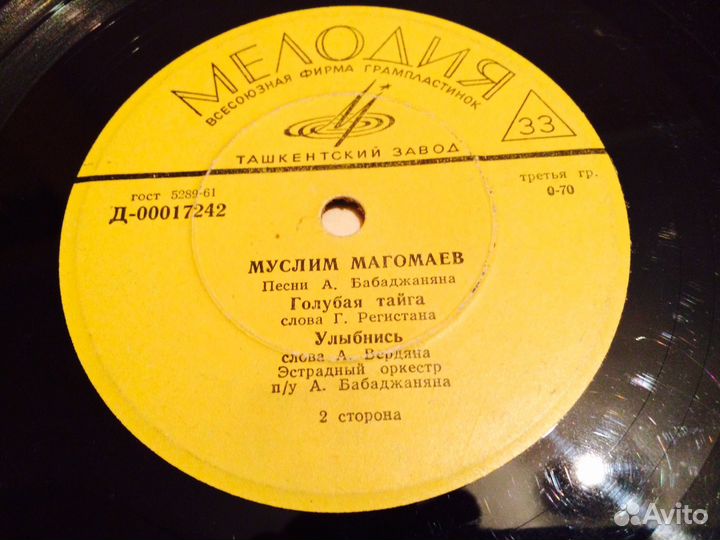 МЕЛОДИЯ
ВСЕСОЮЗНАЯ ФИРМА ГРАМПЛАСТИНОК
33
ТАШКЕНТСКИЙ ЗАВОД
гост 5289-61
третья гр.
Д-00017242
0-70
МУСЛИМ МАГОМАЕВ
Песни А. Бабаджаняна
Голубая тайга
слова Г. Регистана
Улыбнись
слова А. Вердяна
Эстрадный оркестр
п/у А. Бабаджаняна
2 сторона
Avito